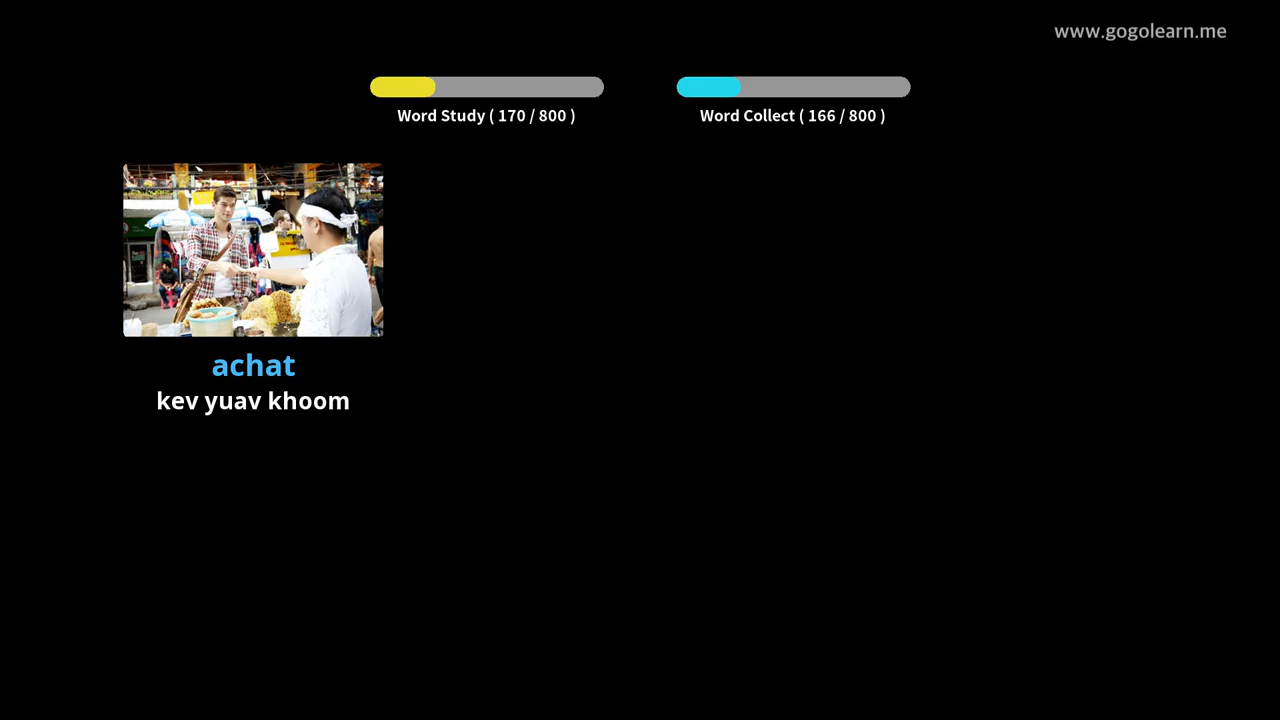 www.gogolearn.me
Word Study ( 170 / 800 )
Word Collect ( 166 / 800 )
achat
kev yuav khoom